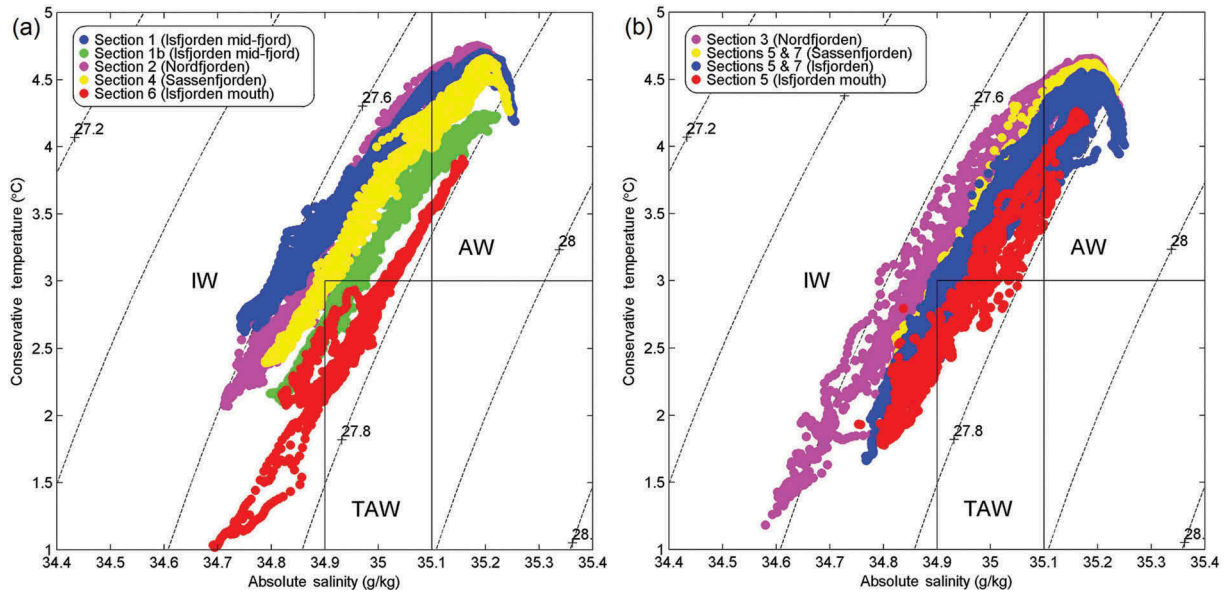 (a)
Section 1 (Isfjorden mid-fjord)
Section 1b (Isfjorden mid-fjord)
Section 2 (Nordfjorden)
Section 4 (Sassenfjorden)
Section 6 (Isfjorden mouth)
27.2
27.6
28
27.8
28.
IW
AW
TAW
5
4.5
4
3.5
3
2.5
2
1.5
1
Conservative temperature (°C)
34.4 34.5 34.6 34.7 34.8 34.9 35 35.1 35.2 35.3 35.4
Absolute salinity (g/kg)
(b)
Section 3 (Nordfjorden)
Sections 5 & 7 (Sassenfjorden)
Sections 5 & 7 (Isfjorden)
Section 5 (Isfjorden mouth)
27.2
27.6
28
27.8
28.
IW
AW
TAW
5
4.5
4
3.5
3
2.5
2
1.5
1
Conservative temperature (°C)
34.4 34.5 34.6 34.7 34.8 34.9 35 35.1 35.2 35.3 35.4
Absolute salinity (g/kg)